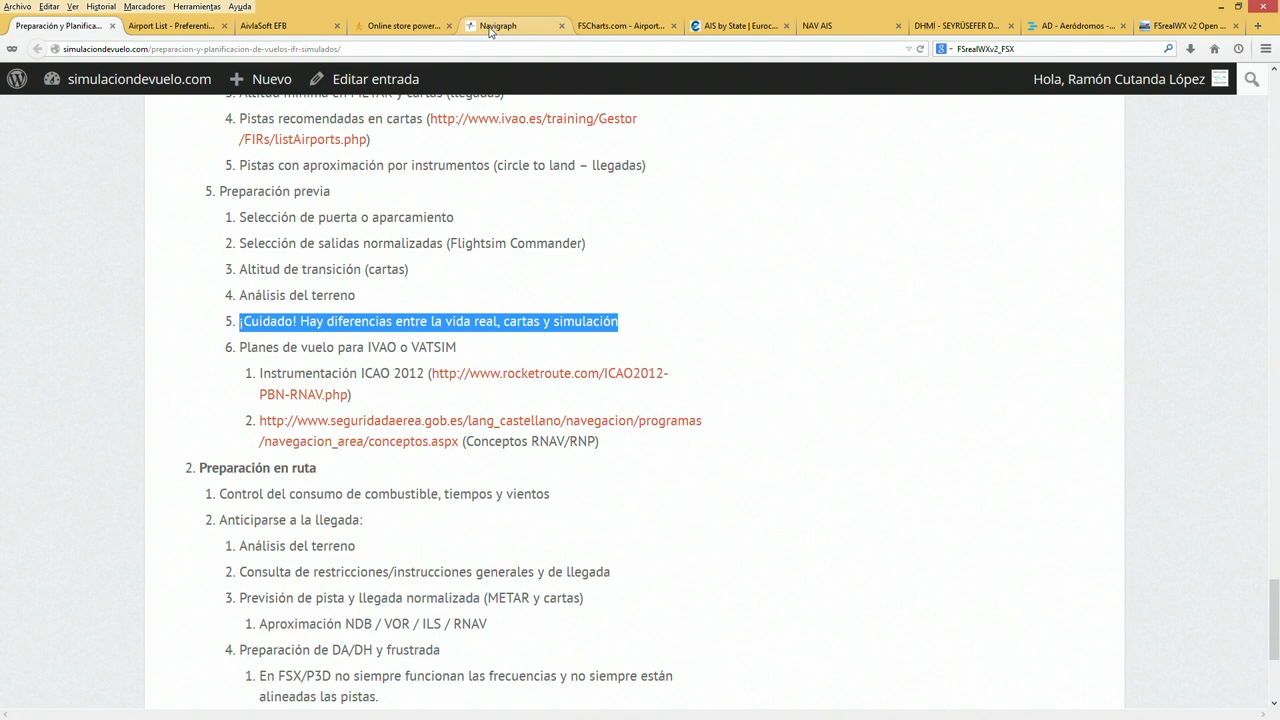 Archivo Editar Ver Historial Marcadores Herramientas Ayuda
Preparación y Planifica... × Airport List - Preferenti... × AivlaSoft EFB × Online store power... × Navigraph × FSCharts.com - Airport... × AIS by State | Euroc... × NAV AIS × DHMİ - SEYRÜSEFER D... × AD - Aeródromos - ... × FSrealWX v2_Open ... × +
simulaciondevuelo.com/preparacion-y-planificacion-de-vuelos-ifr-simulados/ FSrealWXv2_FSX
simulaciondevuelo.com + Nuevo Editar entrada Hola, Ramón Cutanda López
3. Altitud mínima en METAR y cartas (llegadas)
4. Pistas recomendadas en cartas (http://www.ivao.es/training/Gestor
/FIRs/listAirports.php)
5. Pistas con aproximación por instrumentos (circle to land – llegadas)
5. Preparación previa
1. Selección de puerta o aparcamiento
2. Selección de salidas normalizadas (Flightsim Commander)
3. Altitud de transición (cartas)
4. Análisis del terreno
5. ¡Cuidado! Hay diferencias entre la vida real, cartas y simulación
6. Planes de vuelo para IVAO o VATSIM
1. Instrumentación ICAO 2012 (http://www.rocketroute.com/ICAO2012-
PBN-RNAV.php)
2. http://www.seguridadaerea.gob.es/lang_castellano/navegacion/programas
/navegacion_area/conceptos.aspx (Conceptos RNAV/RNP)
2. Preparación en ruta
1. Control del consumo de combustible, tiempos y vientos
2. Anticiparse a la llegada:
1. Análisis del terreno
2. Consulta de restricciones/instrucciones generales y de llegada
3. Previsión de pista y llegada normalizada (METAR y cartas)
1. Aproximación NDB / VOR / ILS / RNAV
4. Preparación de DA/DH y frustrada
1. En FSX/P3D no siempre funcionan las frecuencias y no siempre están
alineadas las pistas.